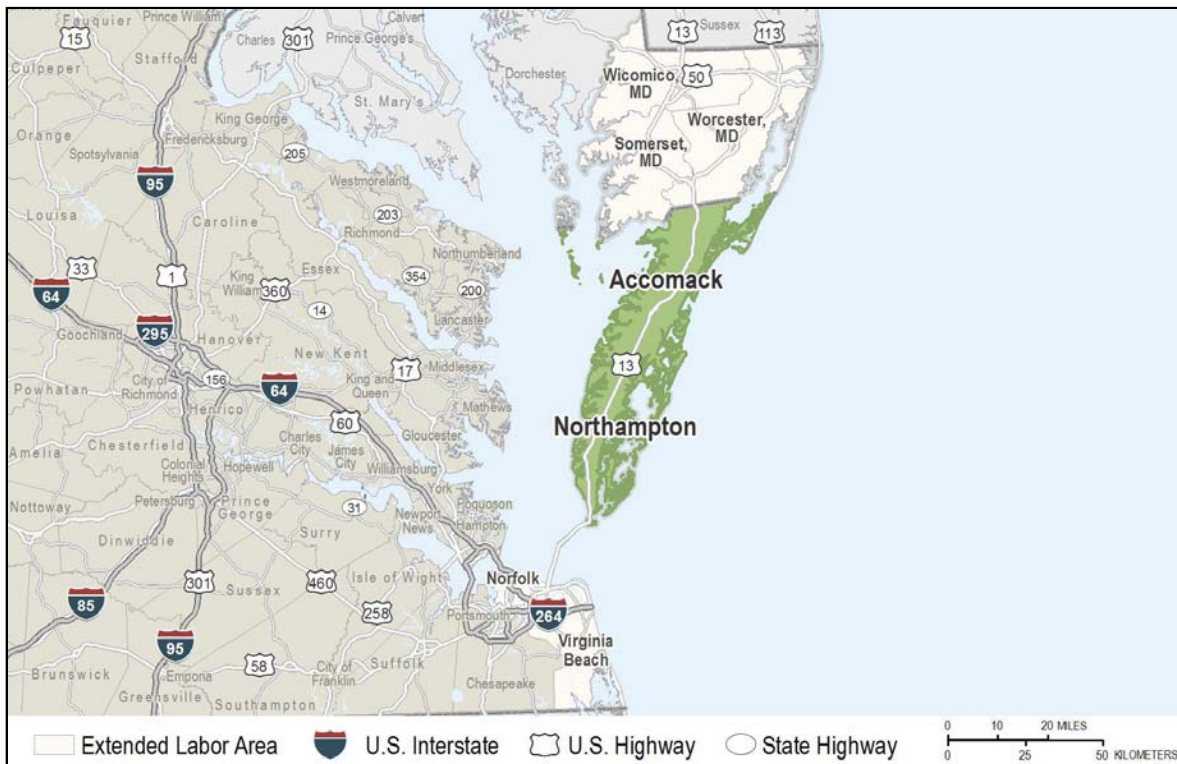 Fauquier
Prince William
15
Culpeper
Stafford
Charles
301
Prince George's
Calvert
St. Mary's
Dorchester
13
Sussex
113
Wicomico,
MD
50
Worcester,
MD
Somerset,
MD
Orange
Spotsylvania
King George
Fredericksburg
205
95
Westmoreland
Louisa
Caroline
203
Richmond
Northumberland
33
1
Essex
354
200
King
William
360
Lancaster
64
14
295
Goochland
Hanover
New Kent
Middlesex
17
King and
Queen
Powhatan
City of
Richmond
156
64
Mathews
Henrico
60
Gloucester
Amelia
Chesterfield
Charles
City
James
City
Williamsburg
Colonial
Heights
Hopewell
York
Nottoway
Petersburg
Prince
George
31
Newport
News
Poquoson
Hampton
Dinwiddie
Surry
Accomack
13
Northampton
85
301
Sussex
460
Isle of Wight
Norfolk
258
Portsmouth
264
95
Virginia
Beach
58
Suffolk
Brunswick
Emporia
City of
Franklin
Chesapeake
Greensville
Southampton
Extended Labor Area
U.S. Interstate
U.S. Highway
State Highway
0 10 20 MILES
0 25 50 KILOMETERS